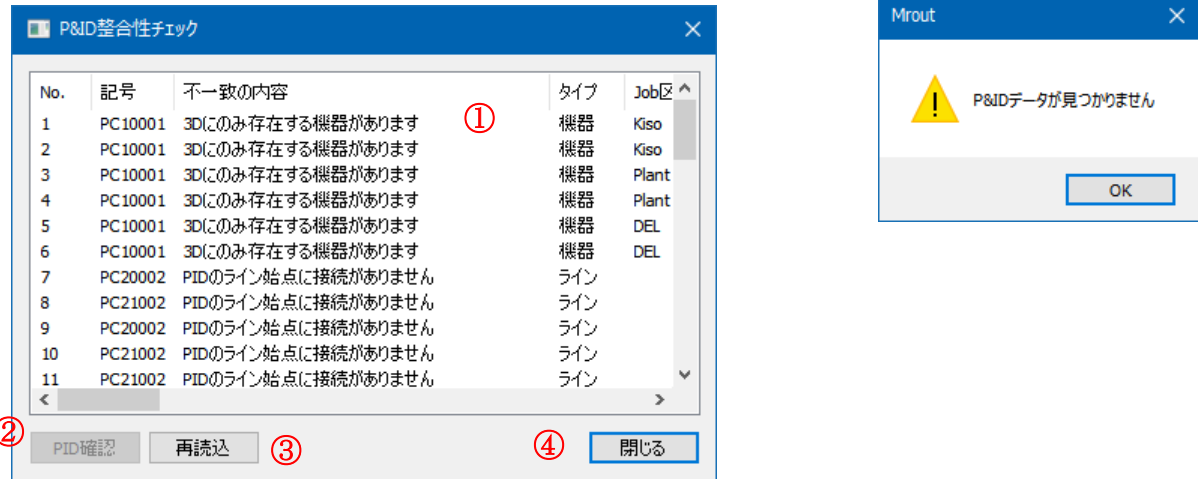 P&ID整合性チェック
No. 記号 不一致の内容 タイプ Job区
1 PC10001 3Dにのみ存在する機器があります 機器 Kiso
2 PC10001 3Dにのみ存在する機器があります 機器 Kiso
3 PC10001 3Dにのみ存在する機器があります 機器 Plant
4 PC10001 3Dにのみ存在する機器があります 機器 Plant
5 PC10001 3Dにのみ存在する機器があります 機器 DEL
6 PC10001 3Dにのみ存在する機器があります 機器 DEL
7 PC20002 PIDのライン始点に接続がありません ライン
8 PC21002 PIDのライン始点に接続がありません ライン
9 PC20002 PIDのライン始点に接続がありません ライン
10 PC21002 PIDのライン始点に接続がありません ライン
11 PC21002 PIDのライン始点に接続がありません ライン
①
② PID確認 再読込 ③ ④ 閉じる
Mrout
P&IDデータが見つかりません
OK